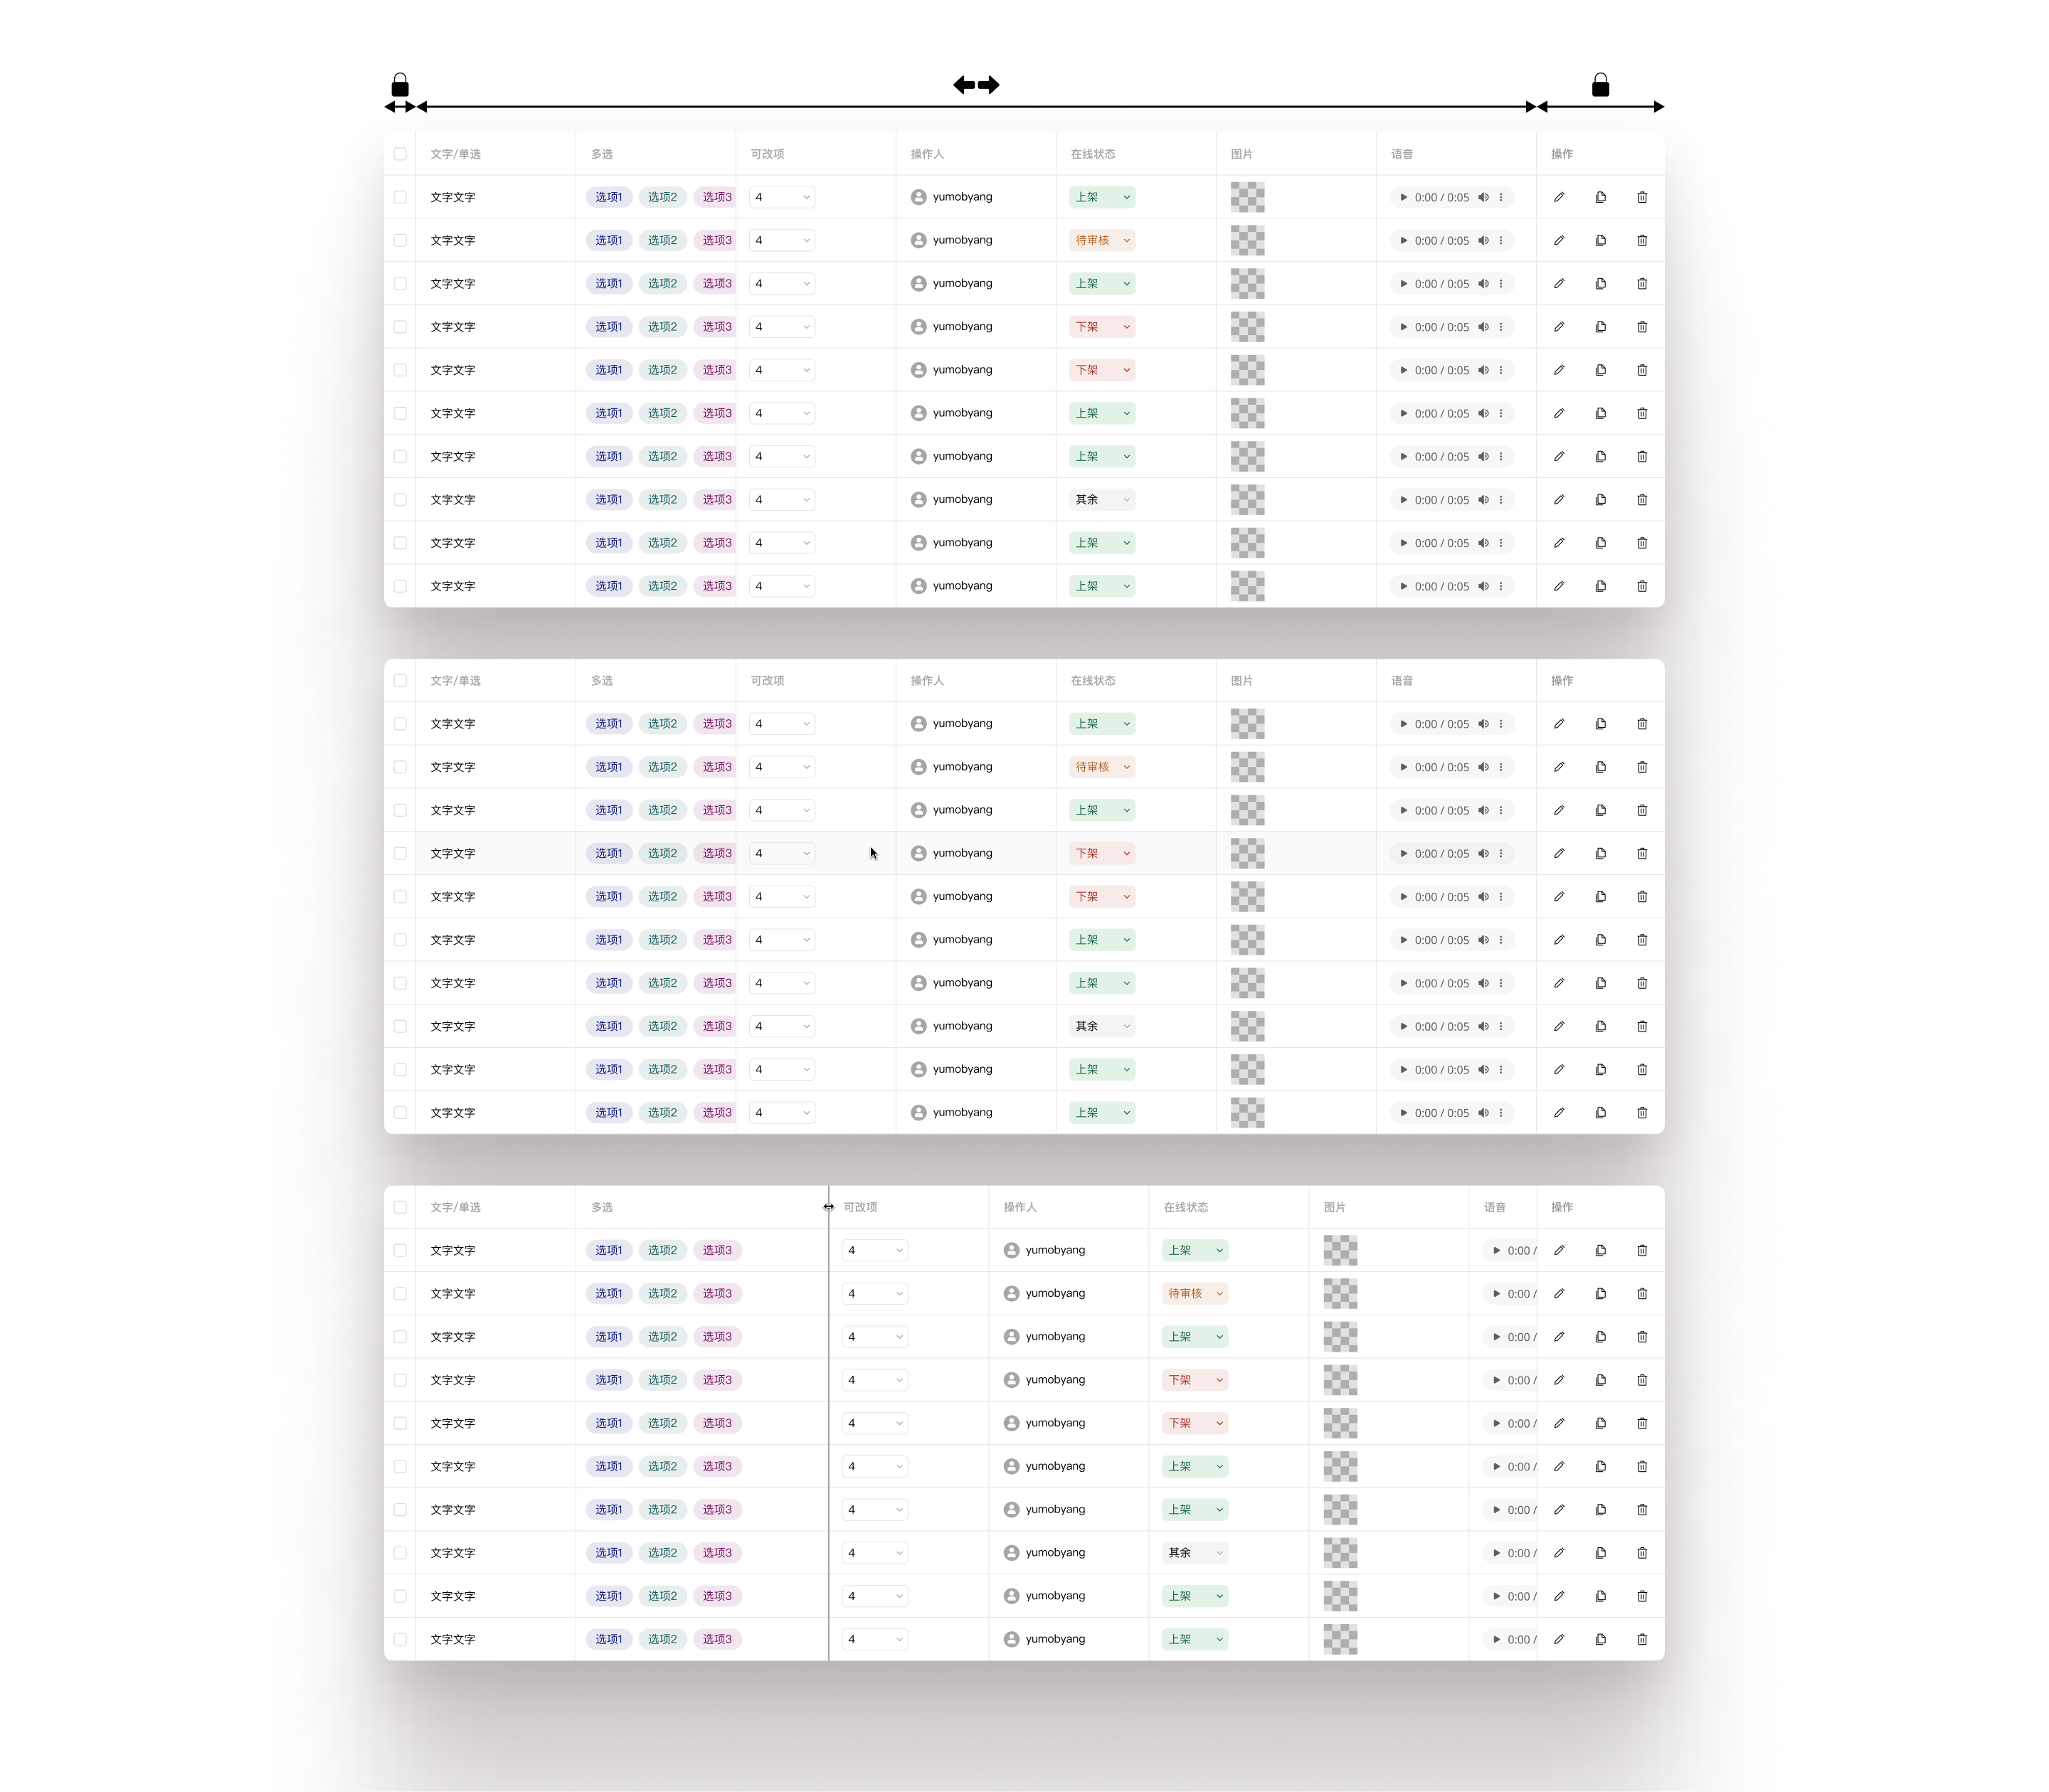 文字/单选 多选 可改项 操作人 在线状态 图片 语音 操作
文字文字 选项1 选项2 选项3 4 yumobyang 上架 0:00 / 0:05
文字文字 选项1 选项2 选项3 4 yumobyang 待审核 0:00 / 0:05
文字文字 选项1 选项2 选项3 4 yumobyang 上架 0:00 / 0:05
文字文字 选项1 选项2 选项3 4 yumobyang 下架 0:00 / 0:05
文字文字 选项1 选项2 选项3 4 yumobyang 下架 0:00 / 0:05
文字文字 选项1 选项2 选项3 4 yumobyang 上架 0:00 / 0:05
文字文字 选项1 选项2 选项3 4 yumobyang 上架 0:00 / 0:05
文字文字 选项1 选项2 选项3 4 yumobyang 其余 0:00 / 0:05
文字文字 选项1 选项2 选项3 4 yumobyang 上架 0:00 / 0:05
文字文字 选项1 选项2 选项3 4 yumobyang 上架 0:00 / 0:05
文字/单选 多选 可改项 操作人 在线状态 图片 语音 操作
文字文字 选项1 选项2 选项3 4 yumobyang 上架 0:00 / 0:05
文字文字 选项1 选项2 选项3 4 yumobyang 待审核 0:00 / 0:05
文字文字 选项1 选项2 选项3 4 yumobyang 上架 0:00 / 0:05
文字文字 选项1 选项2 选项3 4 yumobyang 下架 0:00 / 0:05
文字文字 选项1 选项2 选项3 4 yumobyang 下架 0:00 / 0:05
文字文字 选项1 选项2 选项3 4 yumobyang 上架 0:00 / 0:05
文字文字 选项1 选项2 选项3 4 yumobyang 上架 0:00 / 0:05
文字文字 选项1 选项2 选项3 4 yumobyang 其余 0:00 / 0:05
文字文字 选项1 选项2 选项3 4 yumobyang 上架 0:00 / 0:05
文字文字 选项1 选项2 选项3 4 yumobyang 上架 0:00 / 0:05
文字/单选 多选 可改项 操作人 在线状态 图片 语音 操作
文字文字 选项1 选项2 选项3 4 yumobyang 上架 0:00 /
文字文字 选项1 选项2 选项3 4 yumobyang 待审核 0:00 /
文字文字 选项1 选项2 选项3 4 yumobyang 上架 0:00 /
文字文字 选项1 选项2 选项3 4 yumobyang 下架 0:00 /
文字文字 选项1 选项2 选项3 4 yumobyang 下架 0:00 /
文字文字 选项1 选项2 选项3 4 yumobyang 上架 0:00 /
文字文字 选项1 选项2 选项3 4 yumobyang 上架 0:00 /
文字文字 选项1 选项2 选项3 4 yumobyang 其余 0:00 /
文字文字 选项1 选项2 选项3 4 yumobyang 上架 0:00 /
文字文字 选项1 选项2 选项3 4 yumobyang 上架 0:00 /